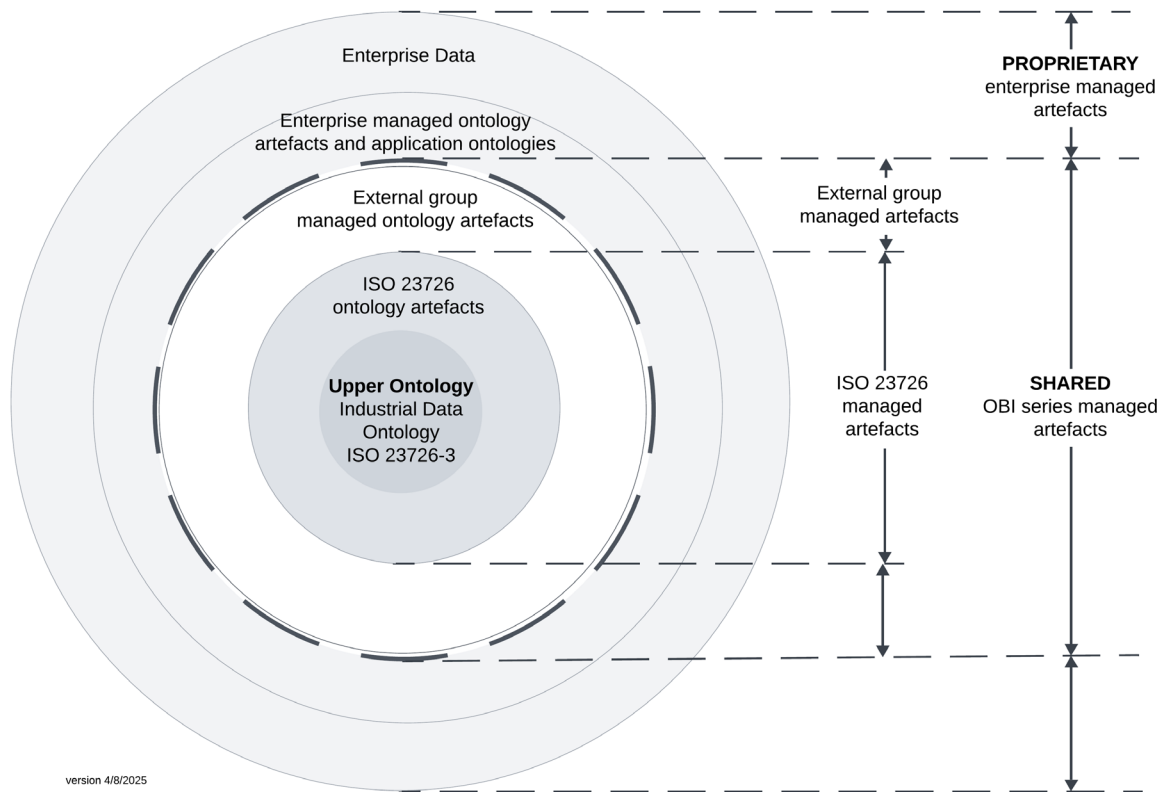 Enterprise Data
Enterprise managed ontology
artefacts and application ontologies
External group
managed ontology artefacts
ISO 23726
ontology artefacts
Upper Ontology
Industrial Data
Ontology
ISO 23726-3
PROPRIETARY
enterprise managed
artefacts
External group
managed artefacts
ISO 23726
managed
artefacts
SHARED
OBI series managed
artefacts
version 4/8/2025